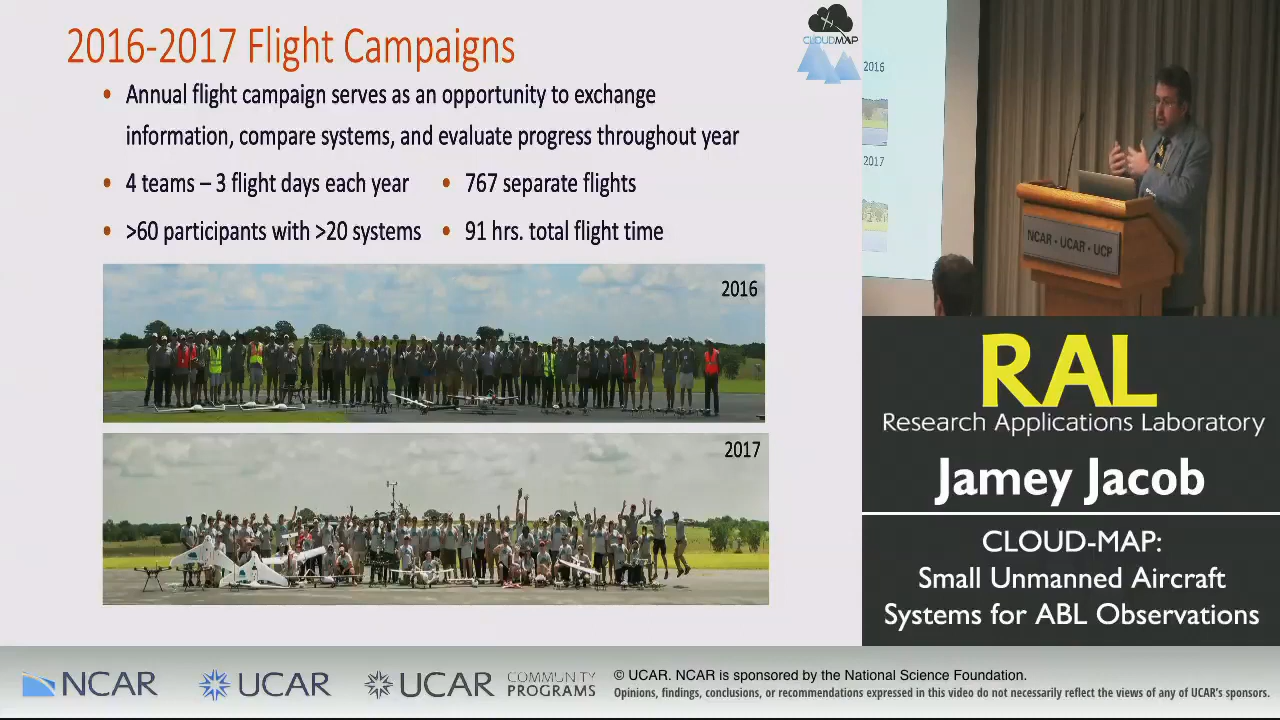 2016-2017 Flight Campaigns
CLOUDMAP
• Annual flight campaign serves as an opportunity to exchange
information, compare systems, and evaluate progress throughout year
• 4 teams – 3 flight days each year
• 767 separate flights
• >60 participants with >20 systems
• 91 hrs. total flight time
2016
2017
2016
2017
NCAR • UCAR • UCP
RAL
Research Applications Laboratory
Jamey Jacob
CLOUD-MAP:
Small Unmanned Aircraft
Systems for ABL Observations
NCAR
UCAR
UCAR
COMMUNITY
PROGRAMS
© UCAR. NCAR is sponsored by the National Science Foundation.
Opinions, findings, conclusions, or recommendations expressed in this video do not necessarily reflect the views of any of UCAR's sponsors.